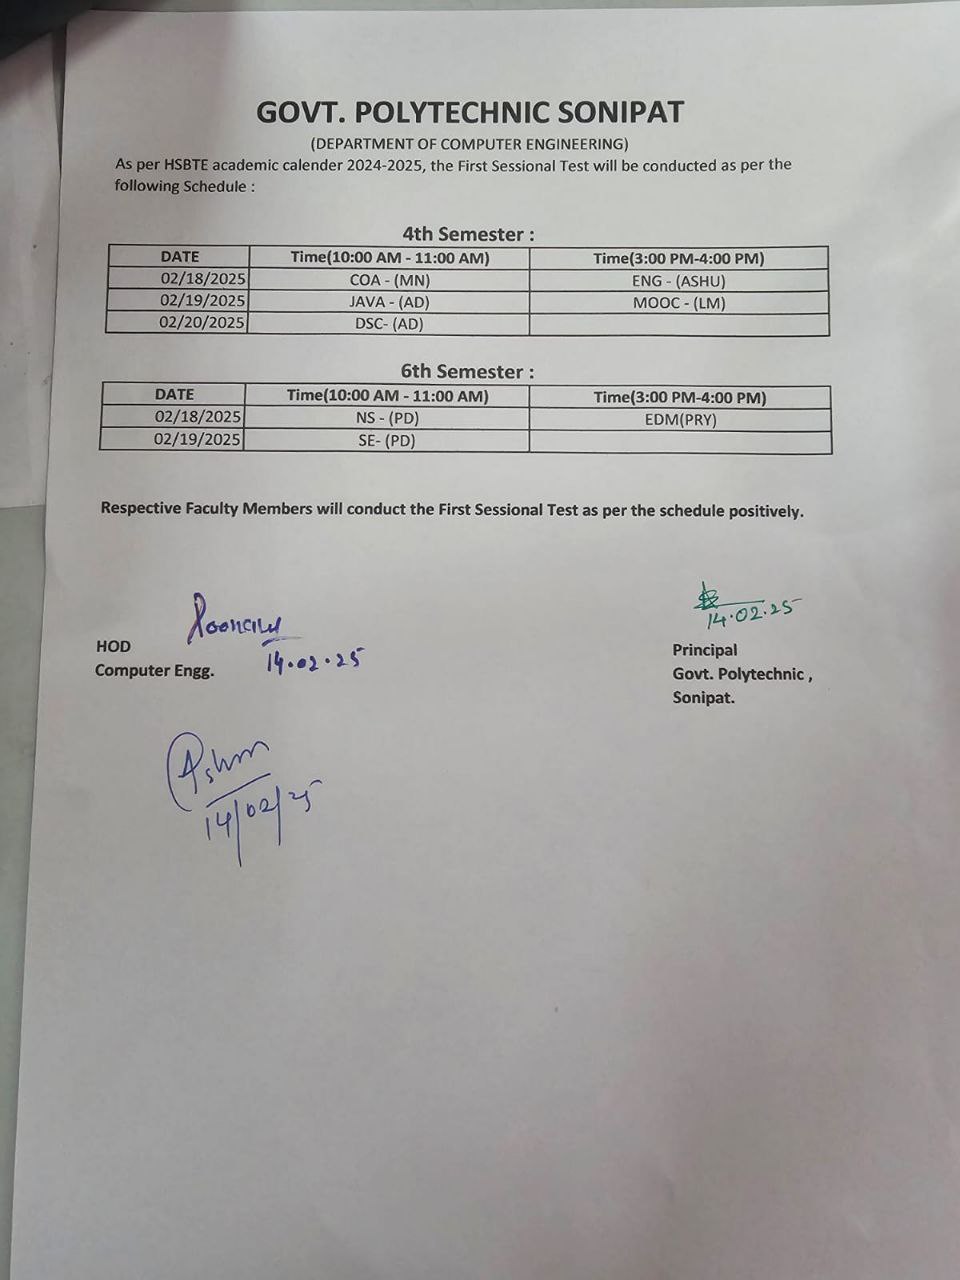 GOVT. POLYTECHNIC SONIPAT
(DEPARTMENT OF COMPUTER ENGINEERING)
As per HSBTE academic calender 2024-2025, the First Sessional Test will be conducted as per the
following Schedule :
4th Semester :
DATE Time(10:00 AM - 11:00 AM) Time(3:00 PM-4:00 PM)
02/18/2025 COA - (MN) ENG - (ASHU)
02/19/2025 JAVA - (AD) MOOC - (LM)
02/20/2025 DSC- (AD)
6th Semester :
DATE Time(10:00 AM - 11:00 AM) Time(3:00 PM-4:00 PM)
02/18/2025 NS - (PD) EDM(PRY)
02/19/2025 SE- (PD)
Respective Faculty Members will conduct the First Sessional Test as per the schedule positively.
14.02.25
HOD
Computer Engg.
14.02.25
Principal
Govt. Polytechnic ,
Sonipat.
14/02/25